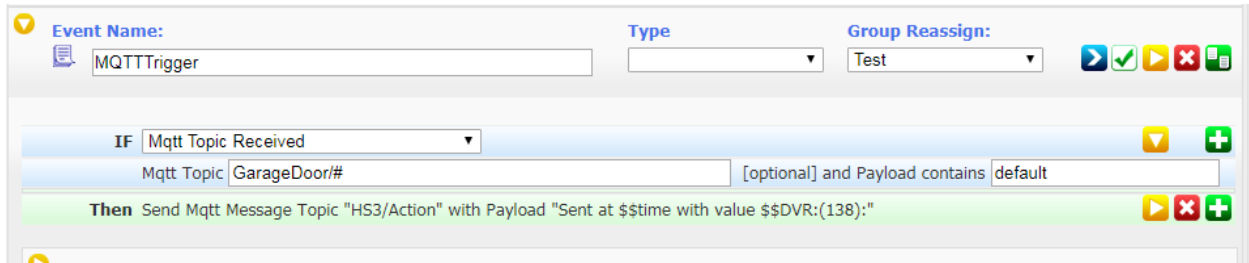 Event Name: Type Group Reassign:
MQTTTrigger Test
IF Mqtt Topic Received
Mqtt Topic GarageDoor/# [optional] and Payload contains default
Then Send Mqtt Message Topic "HS3/Action" with Payload "Sent at $$time with value $$DVR:(138):"